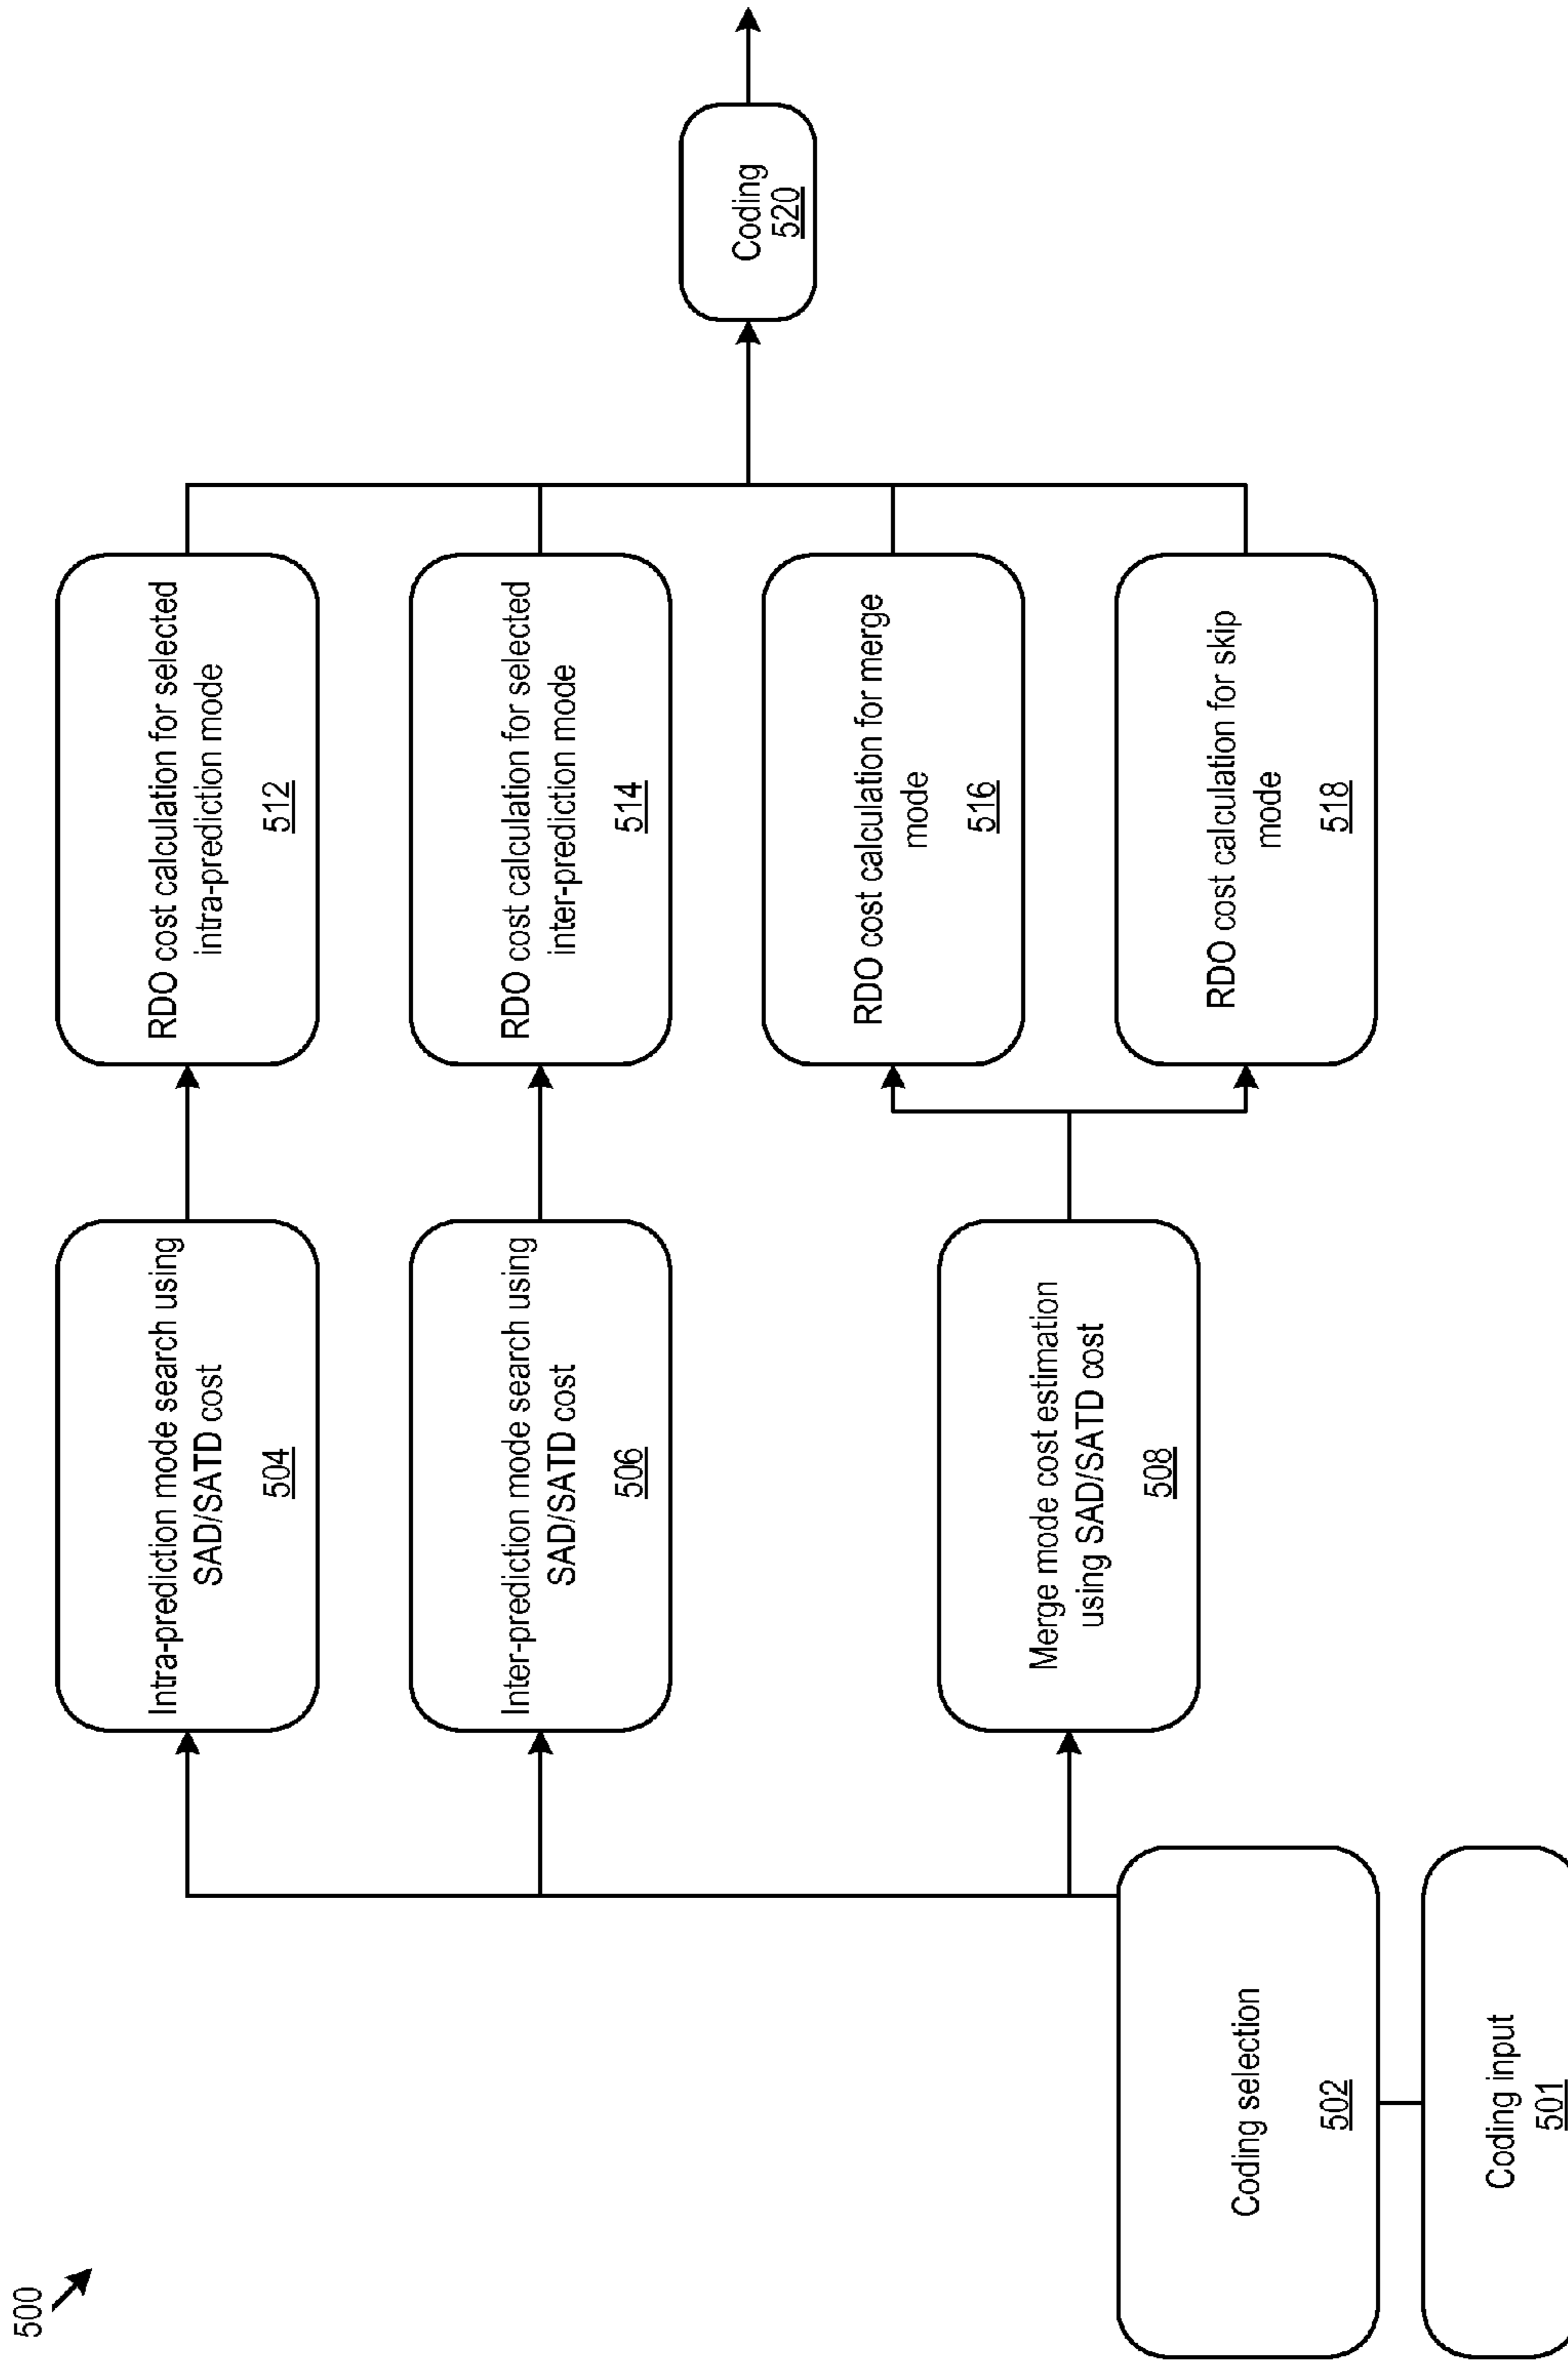 500
Intra-prediction mode search using
SAD/SATD cost
504
RDO cost calculation for selected
intra-prediction mode
512
Inter-prediction mode search using
SAD/SATD cost
506
RDO cost calculation for selected
inter-prediction mode
514
Merge mode cost estimation
using SAD/SATD cost
508
RDO cost calculation for merge
mode
516
RDO cost calculation for skip
mode
518
Coding
520
Coding selection
502
Coding input
501